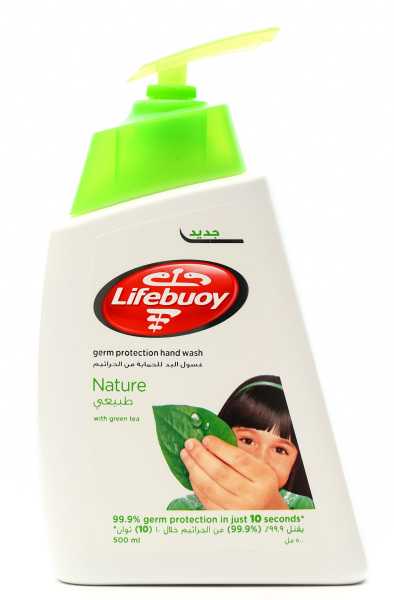 جديد
Lifebuoy
germ protection hand wash
غسول اليد للحماية من الجراثيم
Nature
طبيعي
with green tea
99.9% germ protection in just 10 seconds*
يقتل ٩٩,٩٪ (99.9%) من الجراثيم خلال ١٠ (10) ثوان*
500 ml ٥٠٠ مل